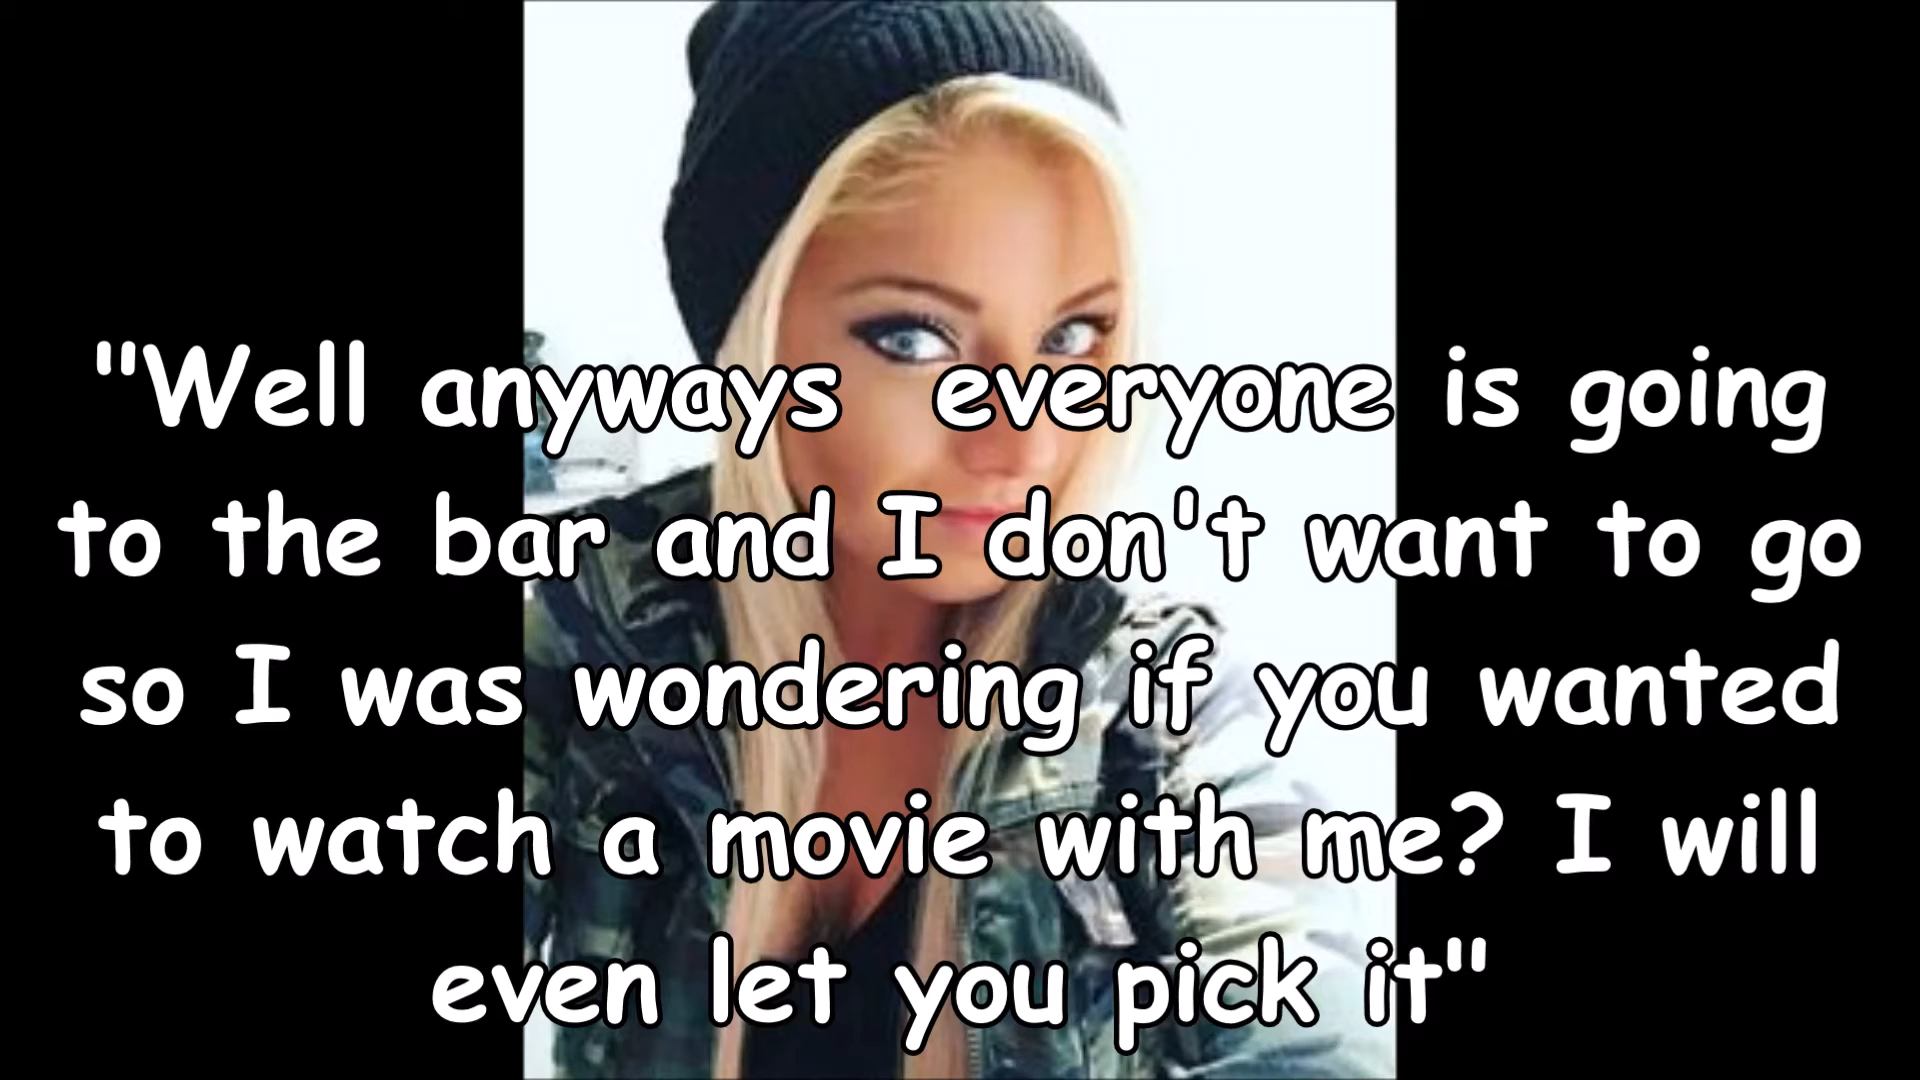 "Well anyways  everyone is going
to the bar and I don't want to go
so I was wondering if you wanted
to watch a movie with me? I will
even let you pick it"